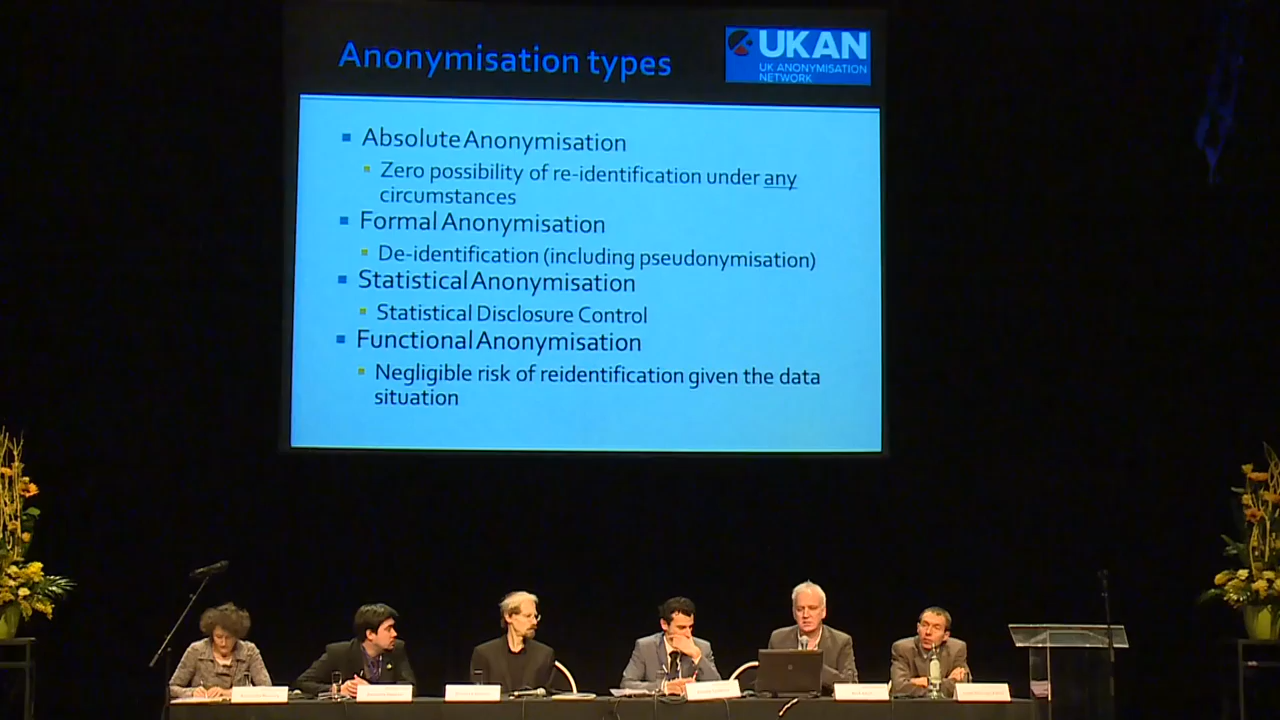 Anonymisation types
UKAN
UK ANONYMISATION
NETWORK
Absolute Anonymisation
Zero possibility of re-identification under any
circumstances
Formal Anonymisation
De-identification (including pseudonymisation)
Statistical Anonymisation
Statistical Disclosure Control
Functional Anonymisation
Negligible risk of reidentification given the data
situation